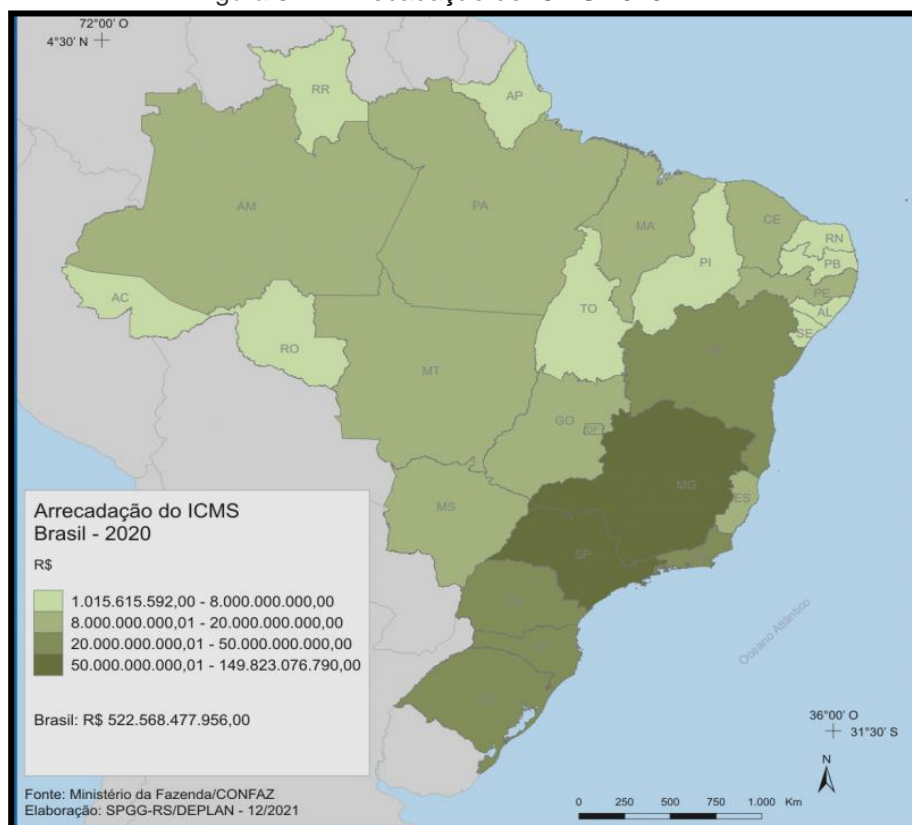 72°00' O
4°30' N
RR
AP
AM
PA
MA
CE
RN
PB
PE
AL
SE
PI
TO
AC
RO
MT
GO
DF
MG
ES
MS
SP
Arrecadação do ICMS
Brasil - 2020
R$
1.015.615.592,00 - 8.000.000.000,00
8.000.000.000,01 - 20.000.000.000,00
20.000.000.000,01 - 50.000.000.000,00
50.000.000.000,01 - 149.823.076.790,00
Brasil: R$ 522.568.477.956,00
Oceano Atlântico
36°00' O
31°30' S
N
Fonte: Ministério da Fazenda/CONFAZ
Elaboração: SPGG-RS/DEPLAN - 12/2021
0 250 500 750 1.000 Km